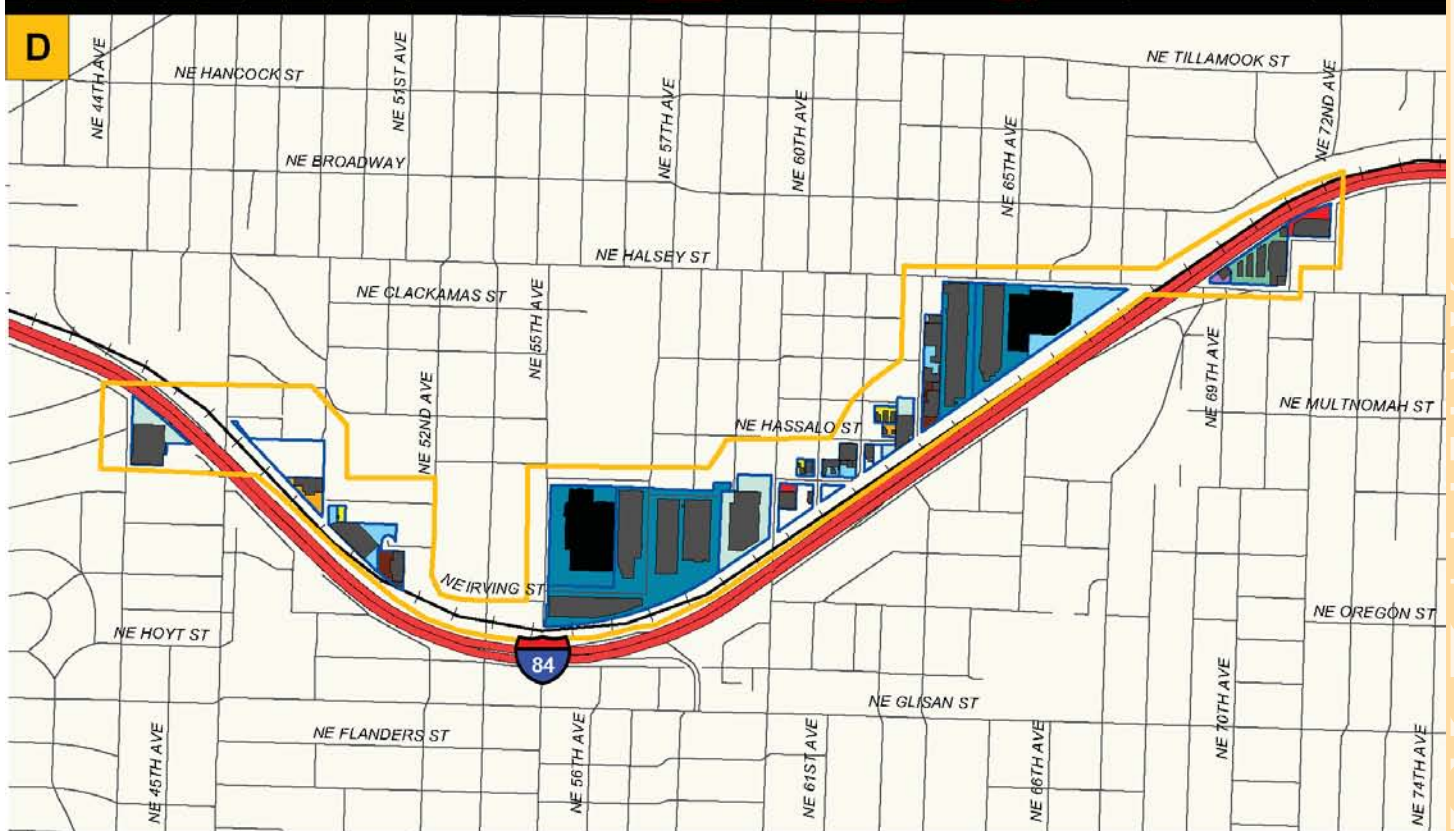 D
NE 44TH AVE
NE HANCOCK ST
NE 51ST AVE
NE TILLAMOOK ST
NE 72ND AVE
NE 57TH AVE
NE 60TH AVE
NE 65TH AVE
NE BROADWAY
NE HALSEY ST
NE CLACKAMAS ST
NE 55TH AVE
NE 52ND AVE
NE 69TH AVE
NE MULTNOMAH ST
NE HASSALO ST
NE IRVING ST
NE OREGON ST
NE HOYT ST
84
NE GLISAN ST
NE 70TH AVE
NE FLANDERS ST
NE 45TH AVE
NE 56TH AVE
NE 61ST AVE
NE 66TH AVE
NE 74TH AVE